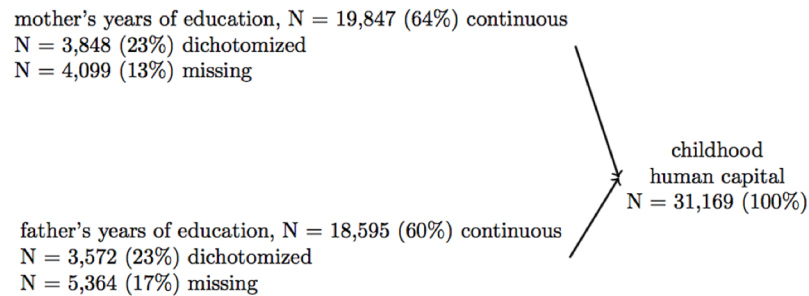 mother's years of education, N = 19,847 (64%) continuous
N = 3,848 (23%) dichotomized
N = 4,099 (13%) missing
childhood
human capital
N = 31,169 (100%)
father's years of education, N = 18,595 (60%) continuous
N = 3,572 (23%) dichotomized
N = 5,364 (17%) missing